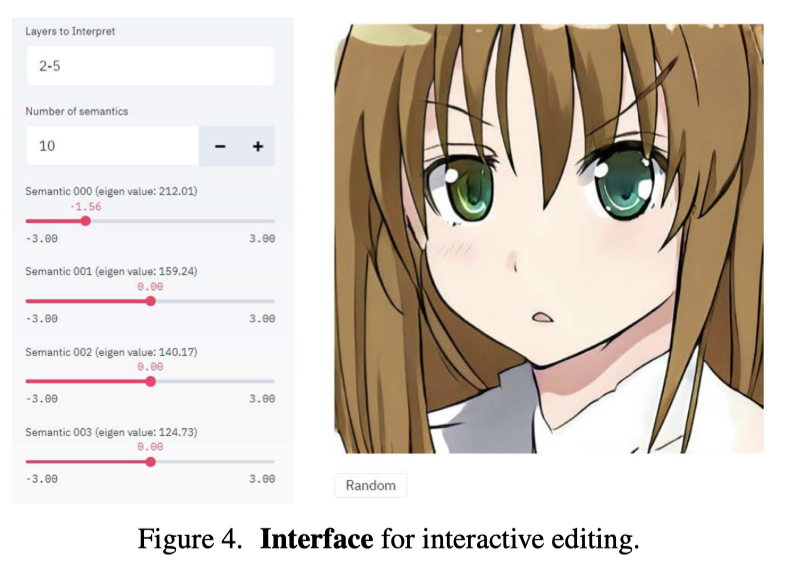 Layers to Interpret
2-5
Number of semantics
10 − +
Semantic 000 (eigen value: 212.01)
-1.56
-3.00 3.00
Semantic 001 (eigen value: 159.24)
0.00
-3.00 3.00
Semantic 002 (eigen value: 140.17)
0.00
-3.00 3.00
Semantic 003 (eigen value: 124.73)
0.00
-3.00 3.00
Random
Figure 4. Interface for interactive editing.